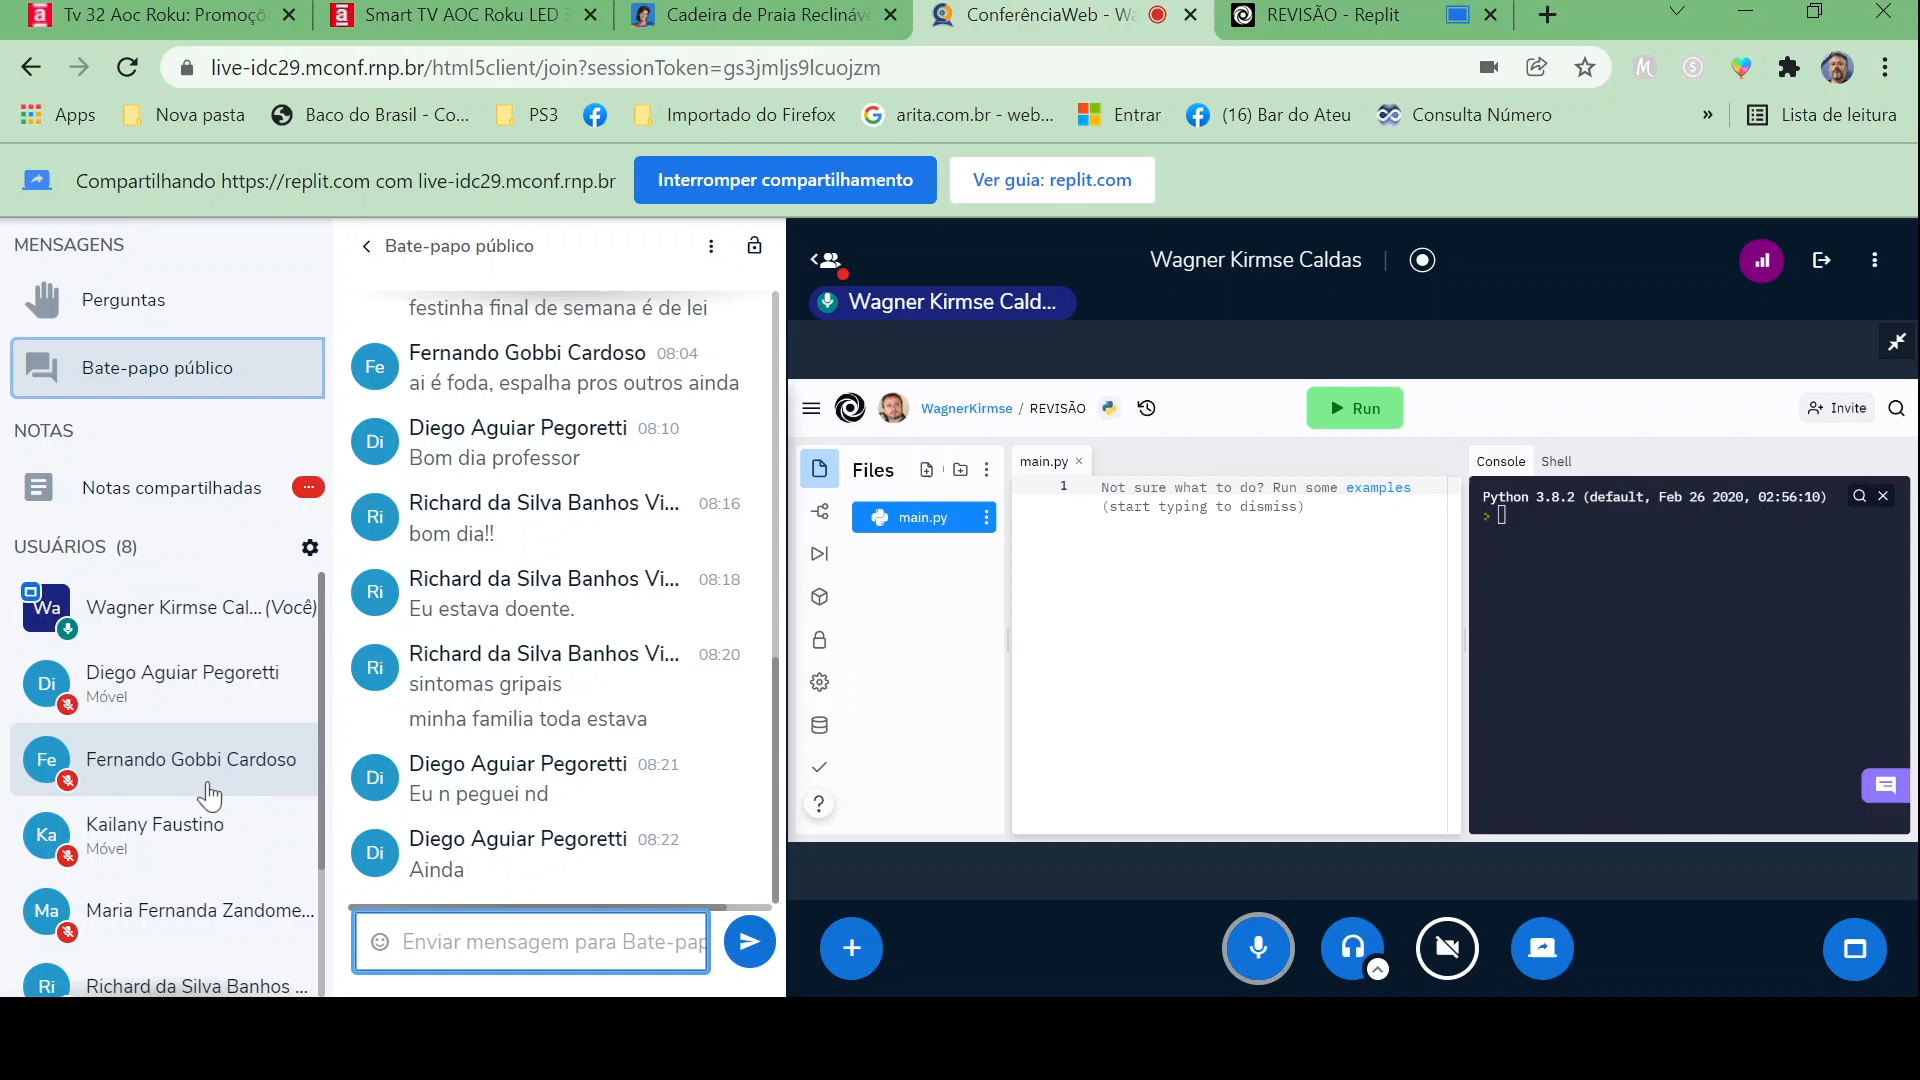 Tv 32 Aoc Roku: Promoçõ
Smart TV AOC Roku LED 3
Cadeira de Praia Reclináve
ConferênciaWeb - Wa
REVISÃO - Replit
live-idc29.mconf.rnp.br/html5client/join?sessionToken=gs3jmljs9lcuojzm
Apps
Nova pasta
Baco do Brasil - Co...
PS3
Importado do Firefox
arita.com.br - web...
Entrar
(16) Bar do Ateu
Consulta Número
»
Lista de leitura
Compartilhando https://replit.com com live-idc29.mconf.rnp.br
Interromper compartilhamento
Ver guia: replit.com
MENSAGENS
Perguntas
Bate-papo público
NOTAS
Notas compartilhadas
USUÁRIOS (8)
Wa
Wagner Kirmse Cal... (Você)
Di
Diego Aguiar Pegoretti
Móvel
Fe
Fernando Gobbi Cardoso
Ka
Kailany Faustino
Móvel
Ma
Maria Fernanda Zandome...
Ri
Richard da Silva Banhos ...
Bate-papo público
festinha final de semana é de lei
Fe
Fernando Gobbi Cardoso 08:04
ai é foda, espalha pros outros ainda
Di
Diego Aguiar Pegoretti 08:10
Bom dia professor
Ri
Richard da Silva Banhos Vi... 08:16
bom dia!!
Ri
Richard da Silva Banhos Vi... 08:18
Eu estava doente.
Ri
Richard da Silva Banhos Vi... 08:20
sintomas gripais
minha familia toda estava
Di
Diego Aguiar Pegoretti 08:21
Eu n peguei nd
Di
Diego Aguiar Pegoretti 08:22
Ainda
Enviar mensagem para Bate-pap
Wagner Kirmse Caldas
Wagner Kirmse Cald...
WagnerKirmse / REVISÃO
Run
Invite
Files
main.py
main.py
1
Not sure what to do? Run some examples
(start typing to dismiss)
Console
Shell
Python 3.8.2 (default, Feb 26 2020, 02:56:10)
>
?